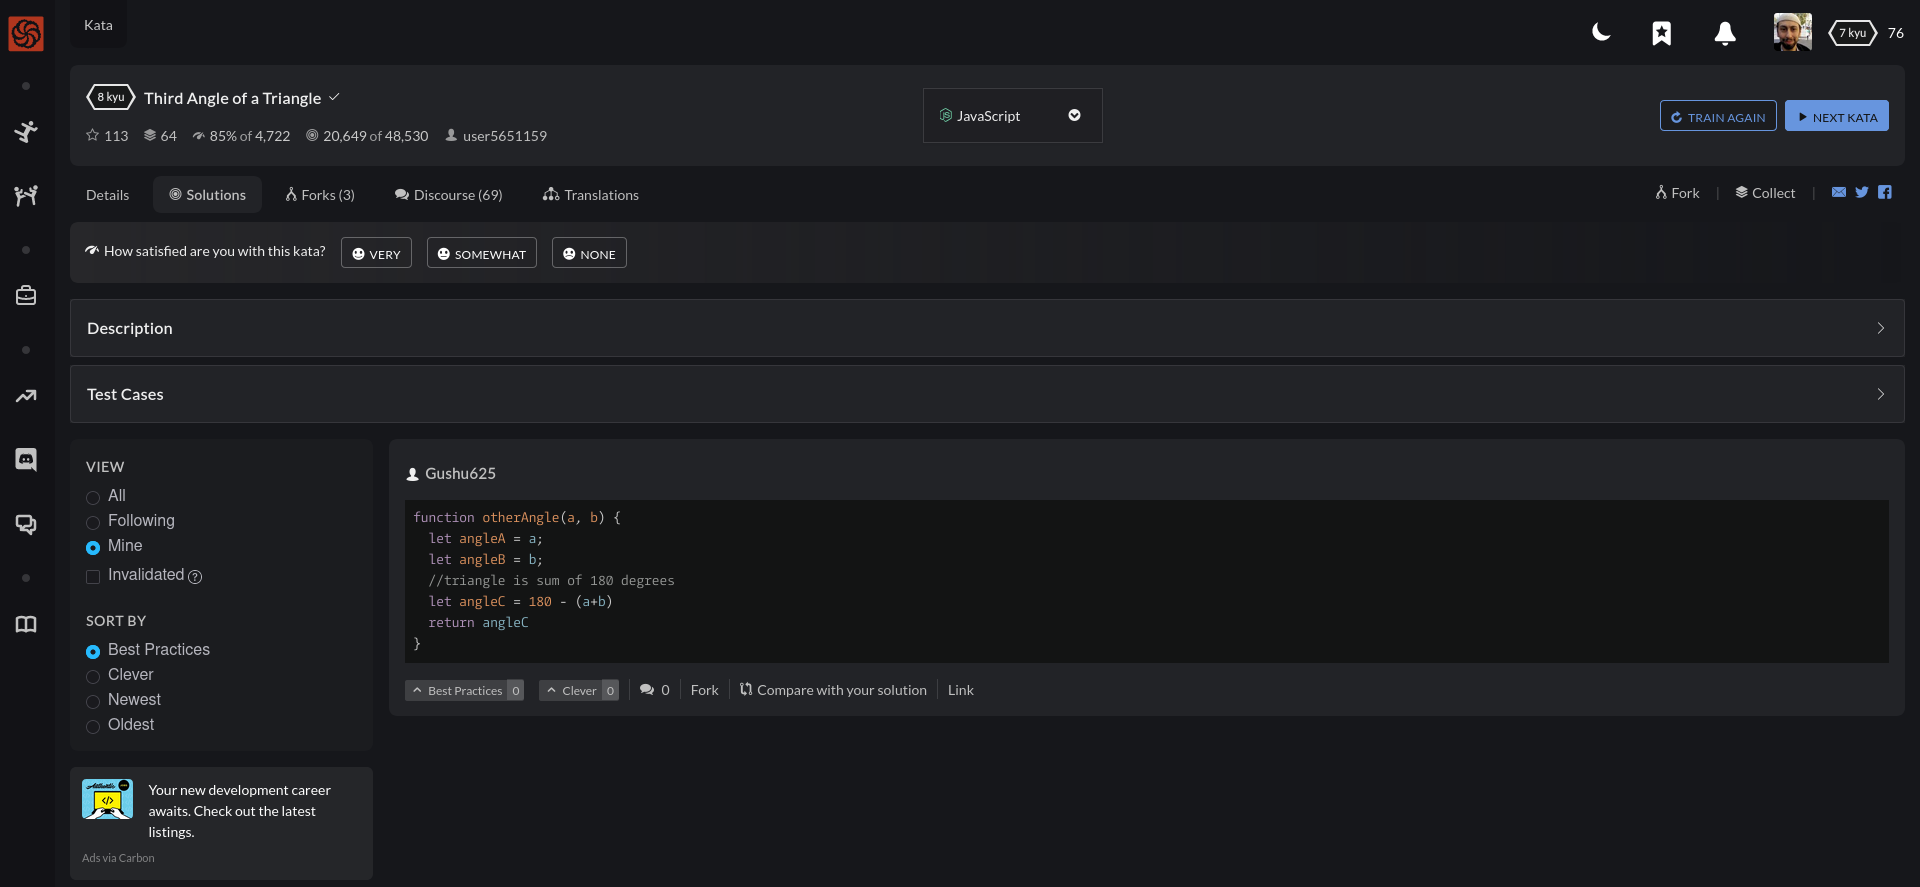 Kata
7 kyu 76
8 kyu Third Angle of a Triangle
113 64 85% of 4,722 20,649 of 48,530 user5651159
JavaScript
TRAIN AGAIN NEXT KATA
Details Solutions Forks (3) Discourse (69) Translations
Fork | Collect |
How satisfied are you with this kata? VERY SOMEWHAT NONE
Description
Test Cases
VIEW
All
Following
Mine
Invalidated ?
SORT BY
Best Practices
Clever
Newest
Oldest
Your new development career
awaits. Check out the latest
listings.
Ads via Carbon
Gushu625
function otherAngle(a, b) {
  let angleA = a;
  let angleB = b;
  //triangle is sum of 180 degrees
  let angleC = 180 - (a+b)
  return angleC
}
Best Practices 0 Clever 0 0 Fork Compare with your solution Link